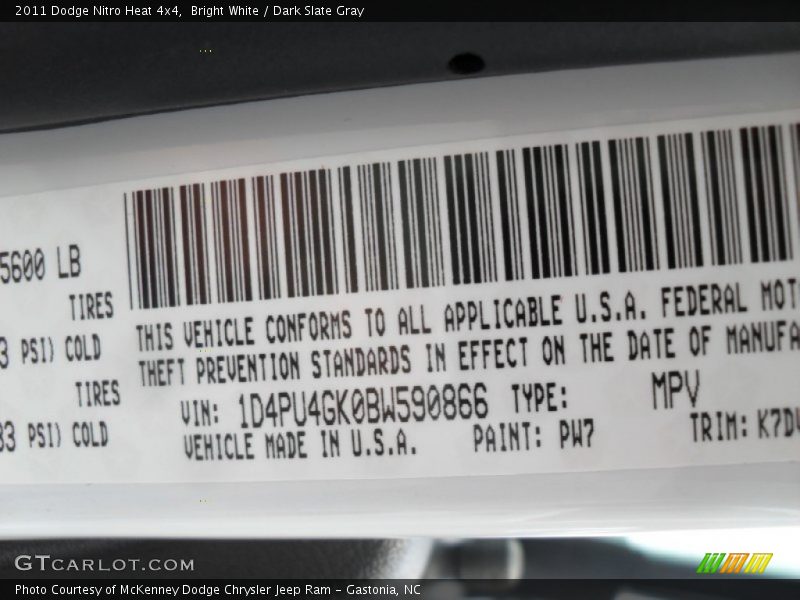 2011 Dodge Nitro Heat 4x4, Bright White / Dark Slate Gray
5600 LB
TIRES
PSI) COLD
TIRES
PSI) COLD
THIS VEHICLE CONFORMS TO ALL APPLICABLE U.S.A. FEDERAL MOT
THEFT PREVENTION STANDARDS IN EFFECT ON THE DATE OF MANUFA
VIN: 1D4PU4GK0BW590866 TYPE: MPV
VEHICLE MADE IN U.S.A. PAINT: PW7 TRIM:
GTCARLOT.COM
Photo Courtesy of McKenney Dodge Chrysler Jeep Ram - Gastonia, NC